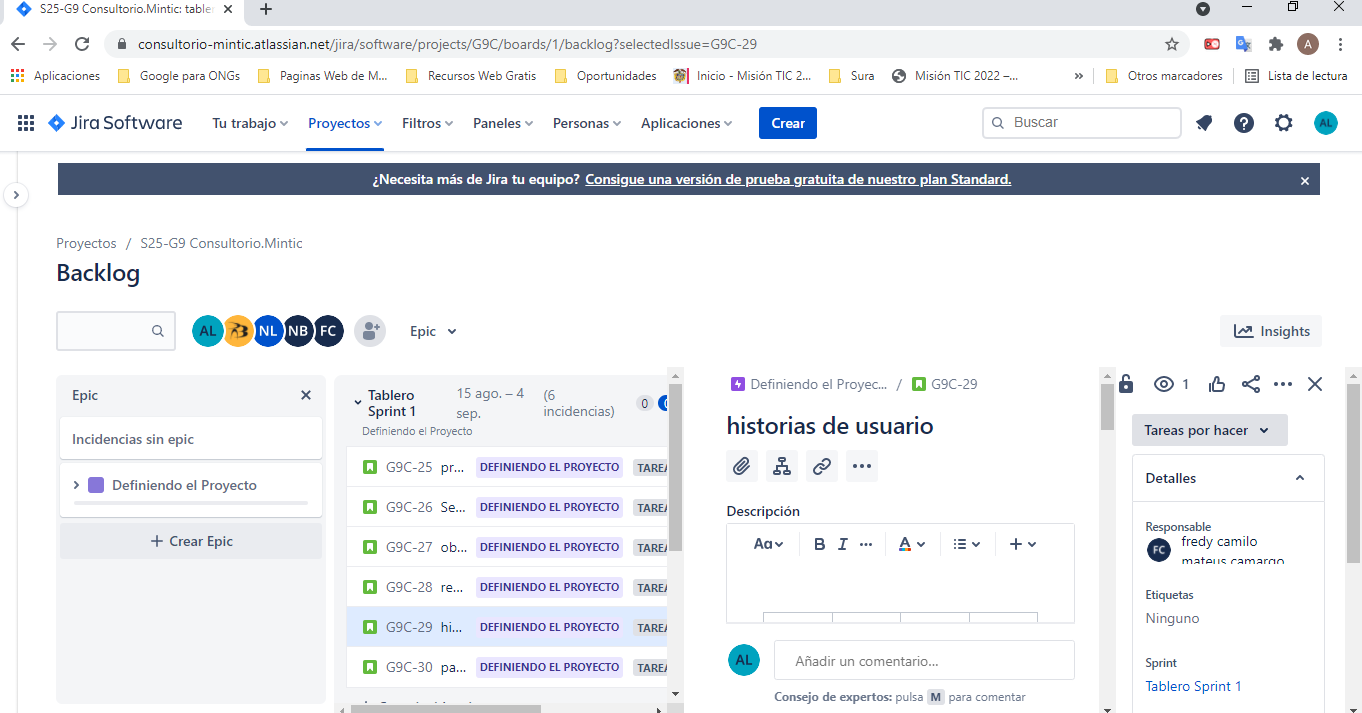 S25-G9 Consultorio.Mintic: tabler
consultorio-mintic.atlassian.net/jira/software/projects/G9C/boards/1/backlog?selectedIssue=G9C-29
Aplicaciones Google para ONGs Paginas Web de M... Recursos Web Gratis Oportunidades Inicio - Misión TIC 2... Sura Misión TIC 2022 –... » Otros marcadores Lista de lectura
Jira Software Tu trabajo Proyectos Filtros Paneles Personas Aplicaciones Crear Buscar AL
¿Necesita más de Jira tu equipo? Consigue una versión de prueba gratuita de nuestro plan Standard.
Proyectos / S25-G9 Consultorio.Mintic
Backlog
AL NL NB FC Epic Insights
Epic
Incidencias sin epic
Definiendo el Proyecto
+ Crear Epic
Tablero Sprint 1 15 ago. – 4 sep. (6 incidencias) 0
Definiendo el Proyecto
G9C-25 pr... DEFINIENDO EL PROYECTO TAREA
G9C-26 Se... DEFINIENDO EL PROYECTO TAREA
G9C-27 ob... DEFINIENDO EL PROYECTO TAREA
G9C-28 re... DEFINIENDO EL PROYECTO TAREA
G9C-29 hi... DEFINIENDO EL PROYECTO TAREA
G9C-30 pa... DEFINIENDO EL PROYECTO TAREA
Definiendo el Proyec... / G9C-29
historias de usuario
Descripción
Aa B I ... A
AL Añadir un comentario...
Consejo de expertos: pulsa M para comentar
1
Tareas por hacer
Detalles
Responsable
FC fredy camilo
mateus camargo
Etiquetas
Ninguno
Sprint
Tablero Sprint 1